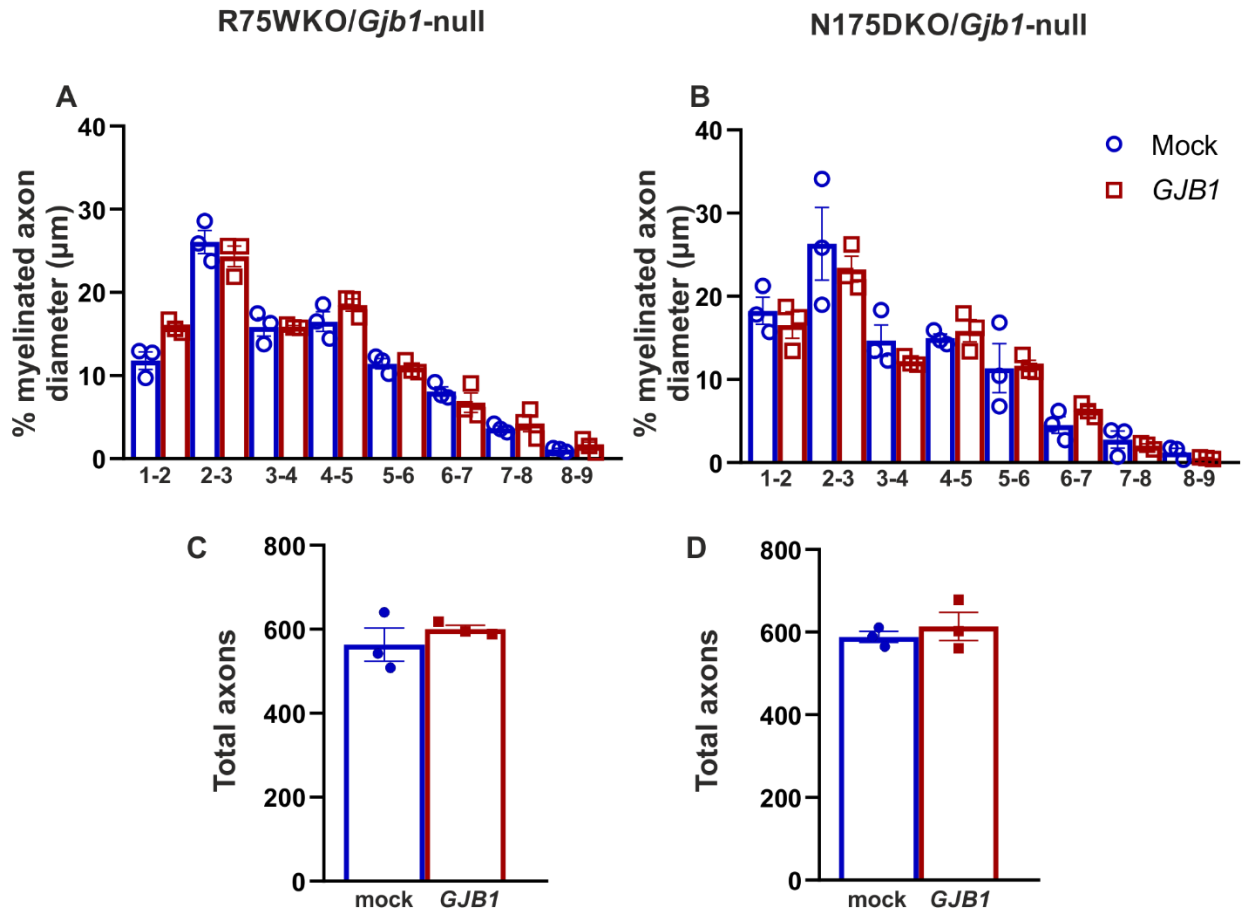 R75WKO/Gjb1-null
N175DKO/Gjb1-null
A
% myelinated axon
diameter (μm)
40
30
20
10
0
1-2 2-3 3-4 4-5 5-6 6-7 7-8 8-9
B
% myelinated axon
diameter (μm)
40
30
20
10
0
1-2 2-3 3-4 4-5 5-6 6-7 7-8 8-9
Mock
GJB1
C
Total axons
800
600
400
200
0
mock GJB1
D
Total axons
800
600
400
200
0
mock GJB1